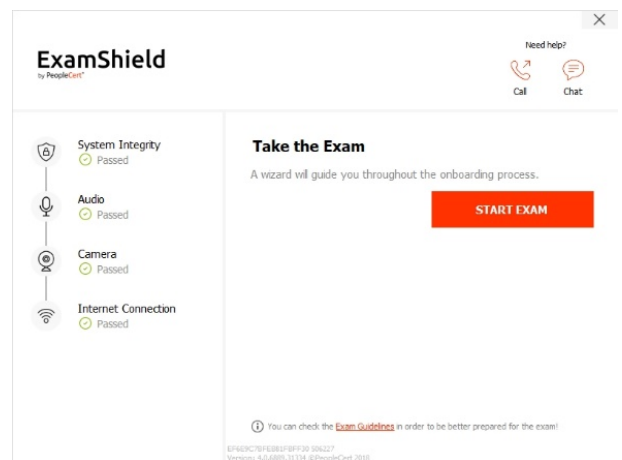 ExamShield
by PeopleCert
Need help?
Call
Chat
System Integrity
Passed
Audio
Passed
Camera
Passed
Internet Connection
Passed
Take the Exam
A wizard will guide you throughout the onboarding process.
START EXAM
You can check the Exam Guidelines in order to be better prepared for the exam!
©PeopleCert 2018